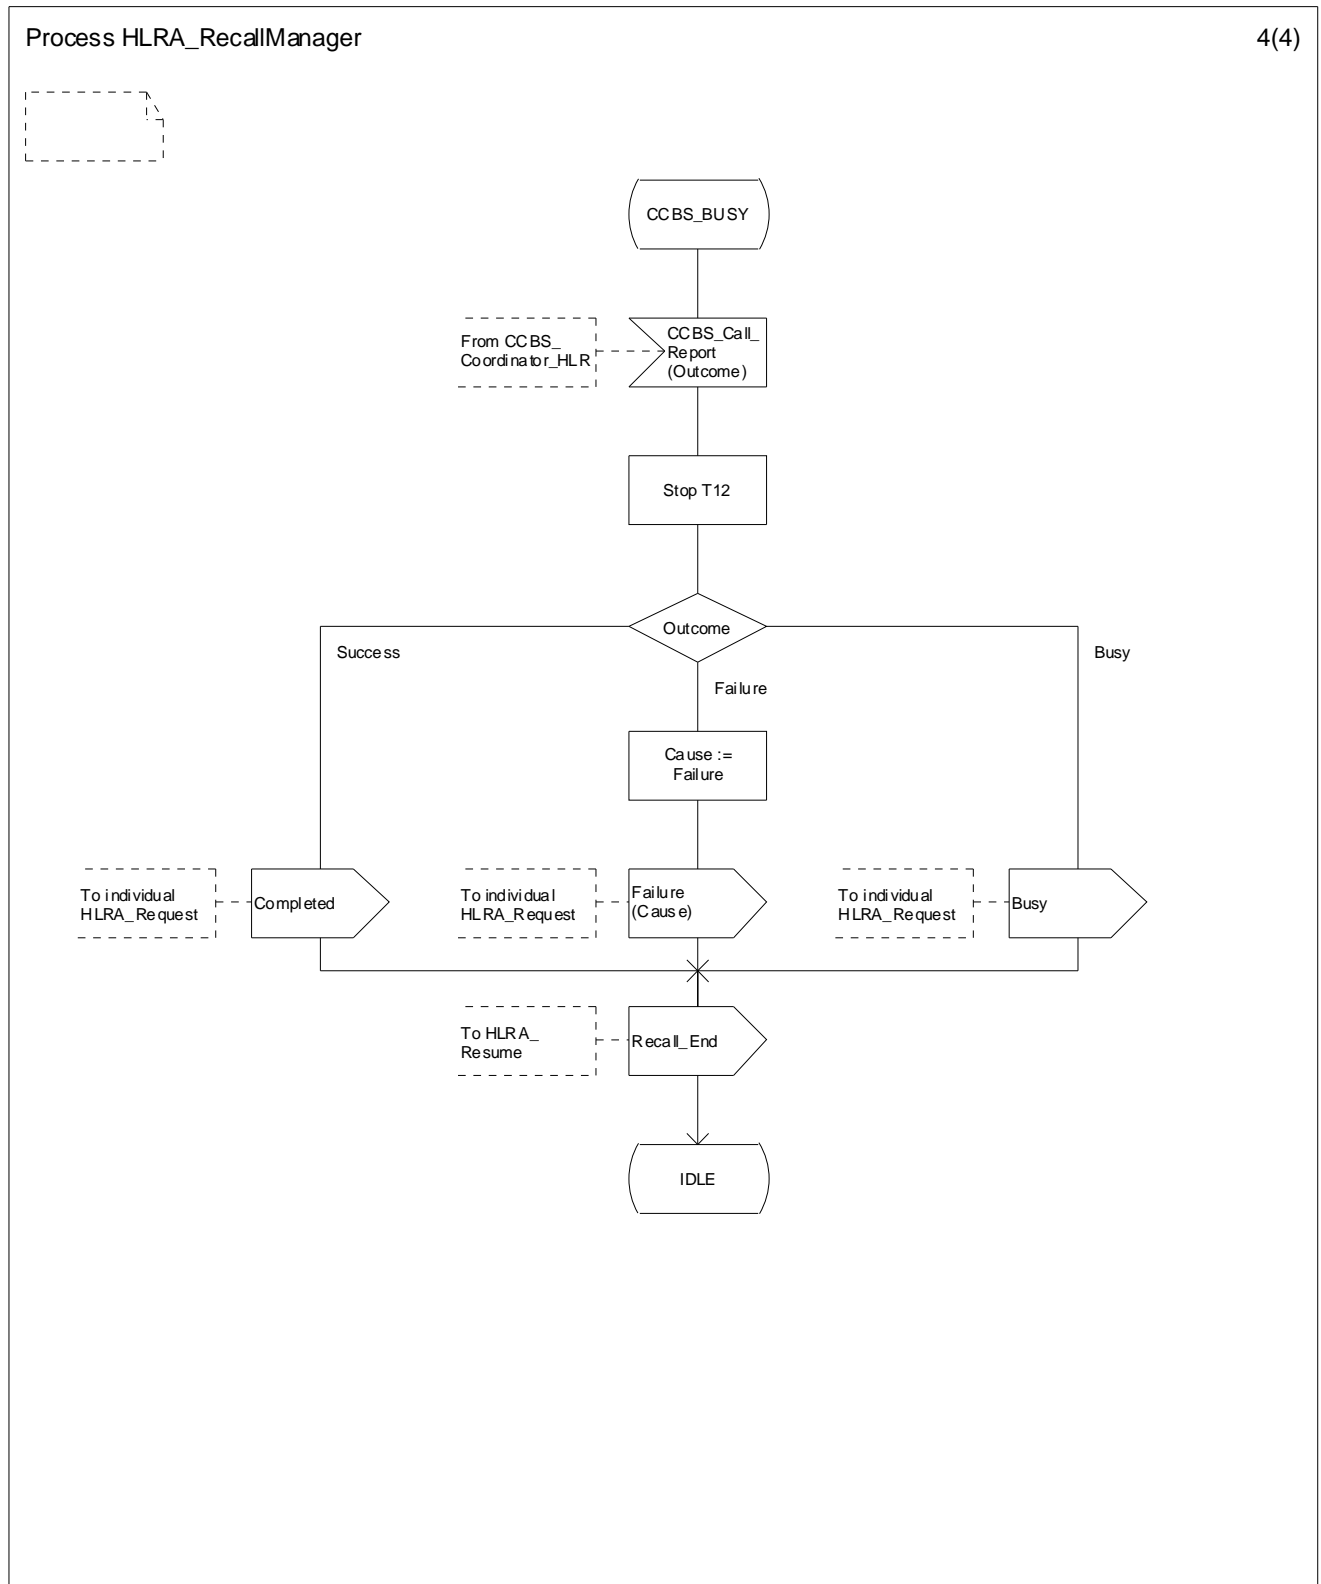 Process HLRA_RecallManager
4(4)
CCBS_BUSY
From CCBS_
Coordinator_HLR
CCBS_Call_
Report
(Outcome)
Stop T12
Outcome
Success
Failure
Busy
Cause :=
Failure
To individual
HLRA_Request
Completed
To individual
HLRA_Request
Failure
(Cause)
To individual
HLRA_Request
Busy
To HLRA_
Resume
Recall_End
IDLE